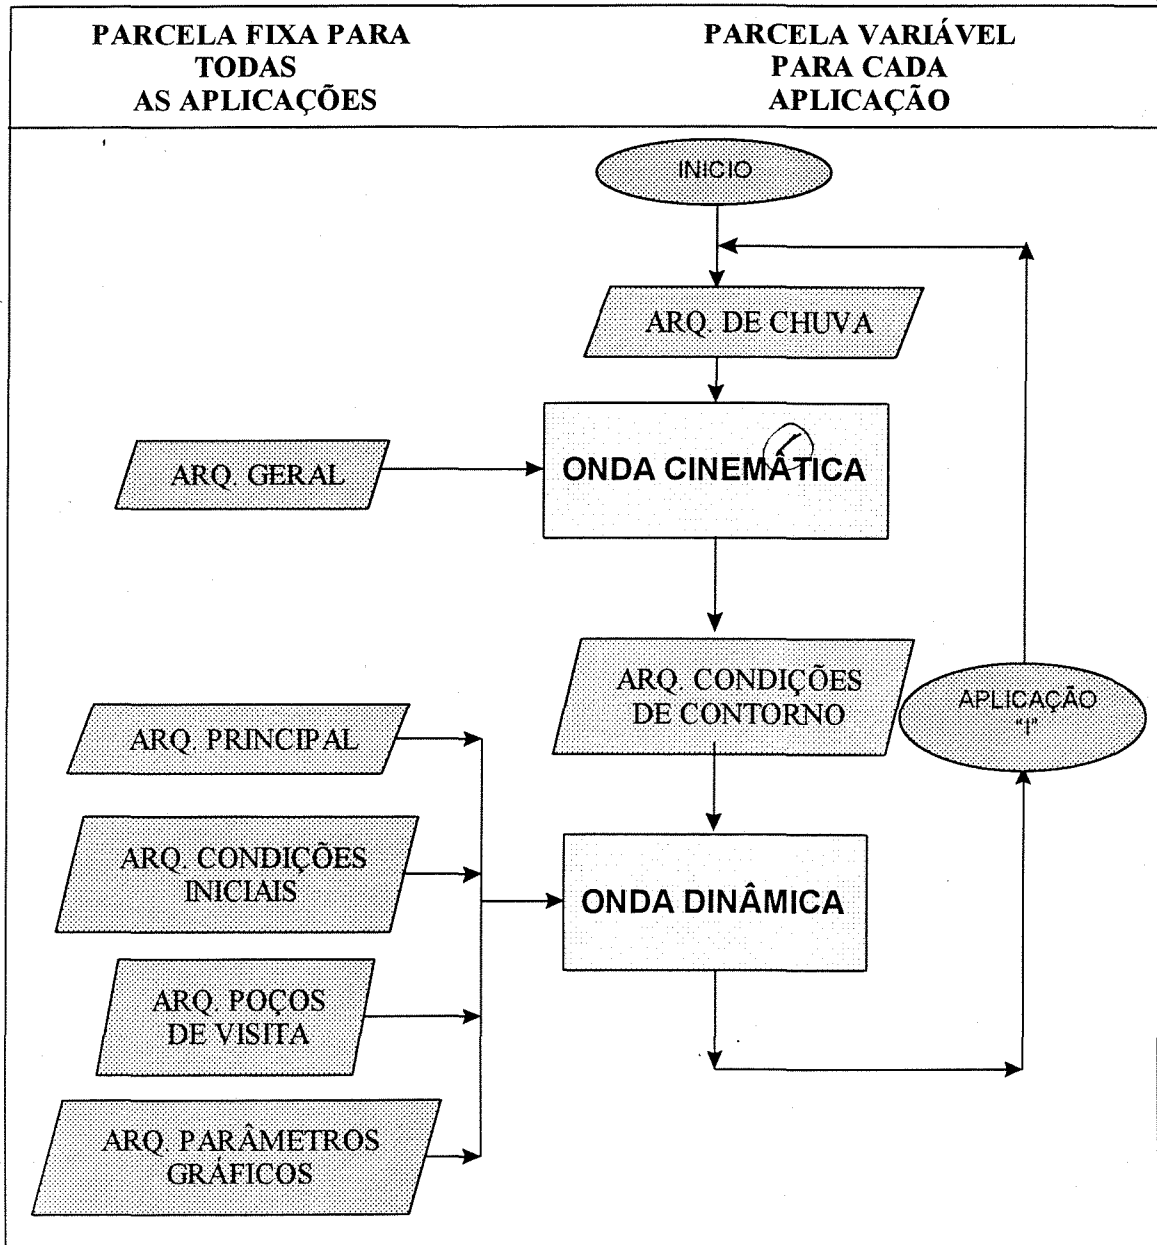 PARCELA FIXA PARA
TODAS
AS APLICAÇÕES
PARCELA VARIÁVEL
PARA CADA
APLICAÇÃO
INICIO
ARQ. DE CHUVA
ARQ. GERAL
ONDA CINEMÂTICA
ARQ. CONDIÇÕES
DE CONTORNO
APLICAÇÃO
"I"
ARQ. PRINCIPAL
ARQ. CONDIÇÕES
INICIAIS
ONDA DINÂMICA
ARQ. POÇOS
DE VISITA
ARQ. PARÂMETROS
GRÁFICOS